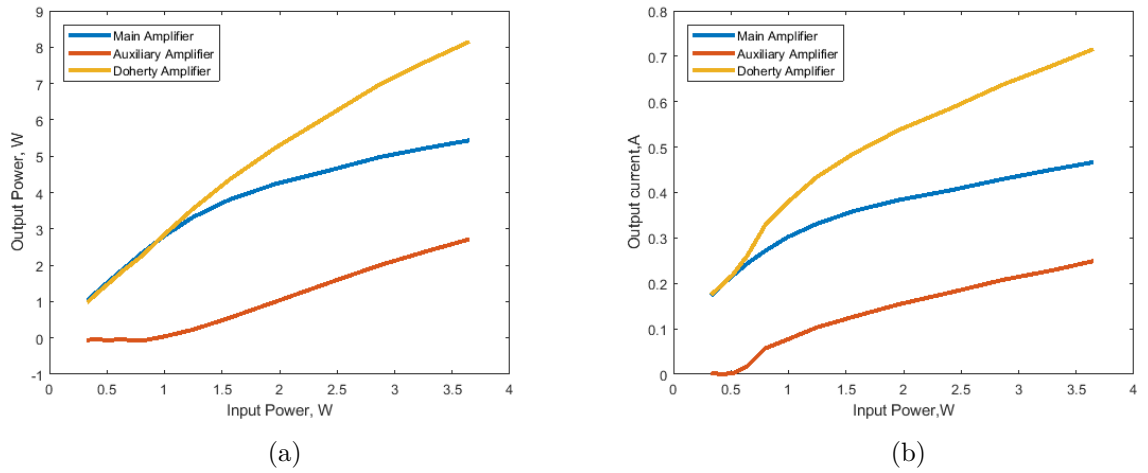 9
8
7
6
5
4
3
2
1
0
-1
Output Power, W
Main Amplifier
Auxiliary Amplifier
Doherty Amplifier
0 0.5 1 1.5 2 2.5 3 3.5 4
Input Power, W
(a)
0.8
0.7
0.6
0.5
0.4
0.3
0.2
0.1
0
Output current,A
Main Amplifier
Auxiliary Amplifier
Doherty Amplifier
0 0.5 1 1.5 2 2.5 3 3.5 4
Input Power,W
(b)